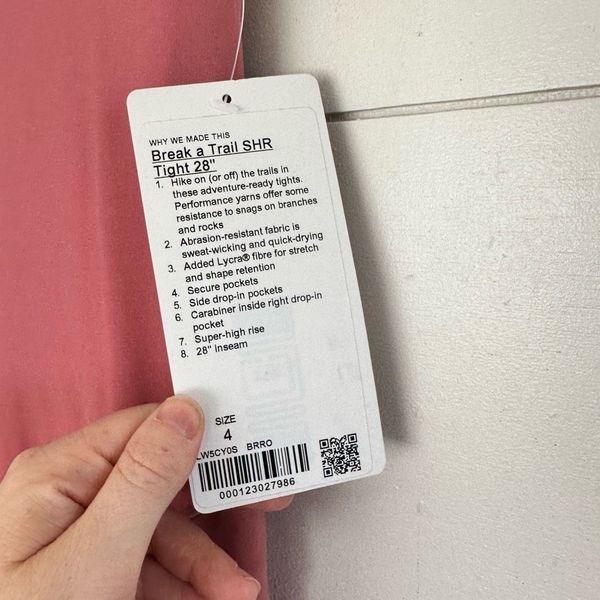 WHY WE MADE THIS
Break a Trail SHR
Tight 28"
1. Hike on (or off) the trails in
these adventure-ready tights.
Performance yarns offer some
resistance to snags on branches
and rocks
2. Abrasion-resistant fabric is
sweat-wicking and quick-drying
3. Added Lycra® fibre for stretch
and shape retention
4. Secure pockets
5. Side drop-in pockets
6. Carabiner inside right drop-in
pocket
7. Super-high rise
8. 28" inseam
SIZE
4
LW5CY0S BRRO
000123027986